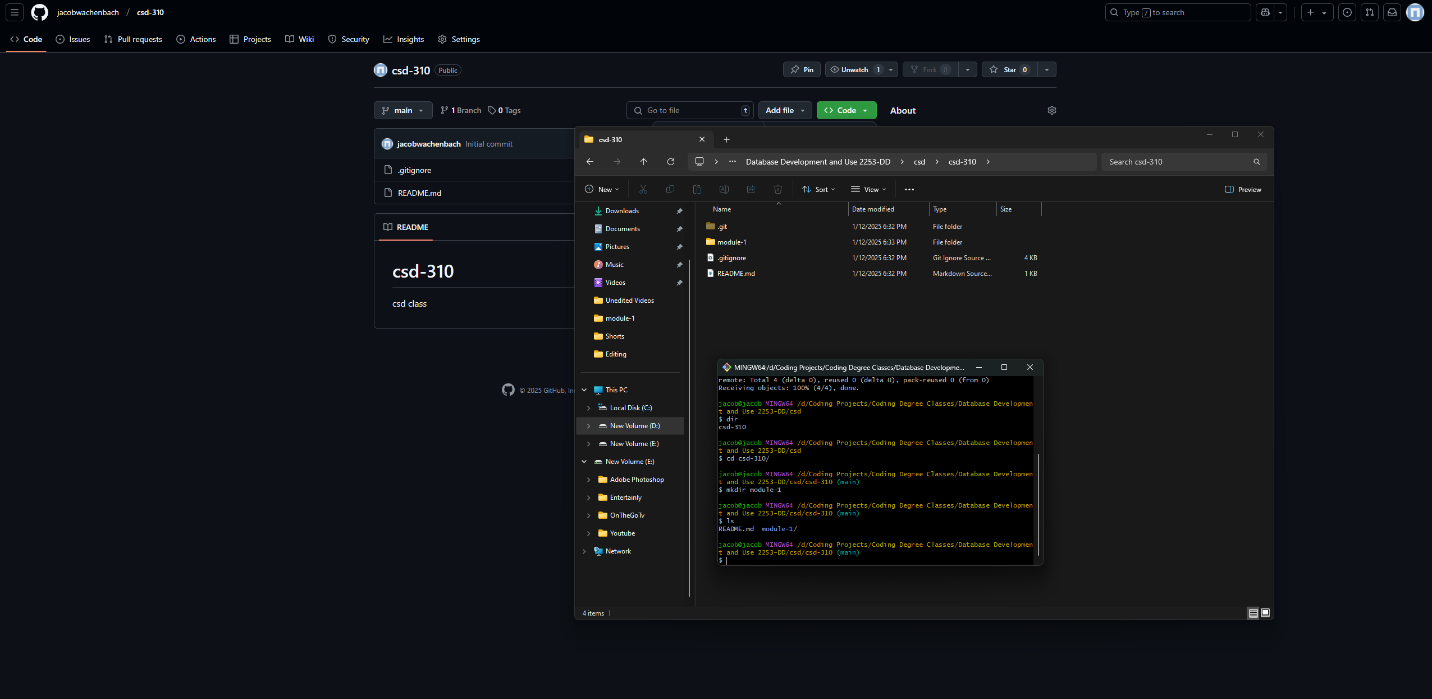 jacobwachenbach / csd-310
Type / to search
Code Issues Pull requests Actions Projects Wiki Security Insights Settings
csd-310 Public
Pin Unwatch 1 Fork 0 Star 0
main 1 Branch 0 Tags Go to file t Add file Code About
jacobwachenbach Initial commit
.gitignore
README.md
README
csd-310
csd class
© 2025 GitHub, In
csd-310
Database Development and Use 2253-DD > csd > csd-310 >
Search csd-310
New Sort View ... Preview
Name Date modified Type Size
.git 1/12/2025 6:32 PM File folder
module-1 1/12/2025 6:33 PM File folder
.gitignore 1/12/2025 6:32 PM Git Ignore Source ... 4 KB
README.md 1/12/2025 6:32 PM Markdown Source... 1 KB
Downloads
Documents
Pictures
Music
Videos
Unedited Videos
module-1
Shorts
Editing
This PC
Local Disk (C:)
New Volume (D:)
New Volume (E:)
New Volume (E:)
Adobe Photoshop
Entertainly
OnTheGoTv
Youtube
Network
4 items
MINGW64:/d/Coding Projects/Coding Degree Classes/Database Developme...
remote: Total 4 (delta 0), reused 0 (delta 0), pack-reused 0 (from 0)
Receiving objects: 100% (4/4), done.
jacob@jacob MINGW64 /d/Coding Projects/Coding Degree Classes/Database Developmen
t and Use 2253-DD/csd
$ dir
csd-310
jacob@jacob MINGW64 /d/Coding Projects/Coding Degree Classes/Database Developmen
t and Use 2253-DD/csd
$ cd csd-310/
jacob@jacob MINGW64 /d/Coding Projects/Coding Degree Classes/Database Developmen
t and Use 2253-DD/csd/csd-310 (main)
$ mkdir module-1
jacob@jacob MINGW64 /d/Coding Projects/Coding Degree Classes/Database Developmen
t and Use 2253-DD/csd/csd-310 (main)
$ ls
README.md module-1/
jacob@jacob MINGW64 /d/Coding Projects/Coding Degree Classes/Database Developmen
t and Use 2253-DD/csd/csd-310 (main)
$